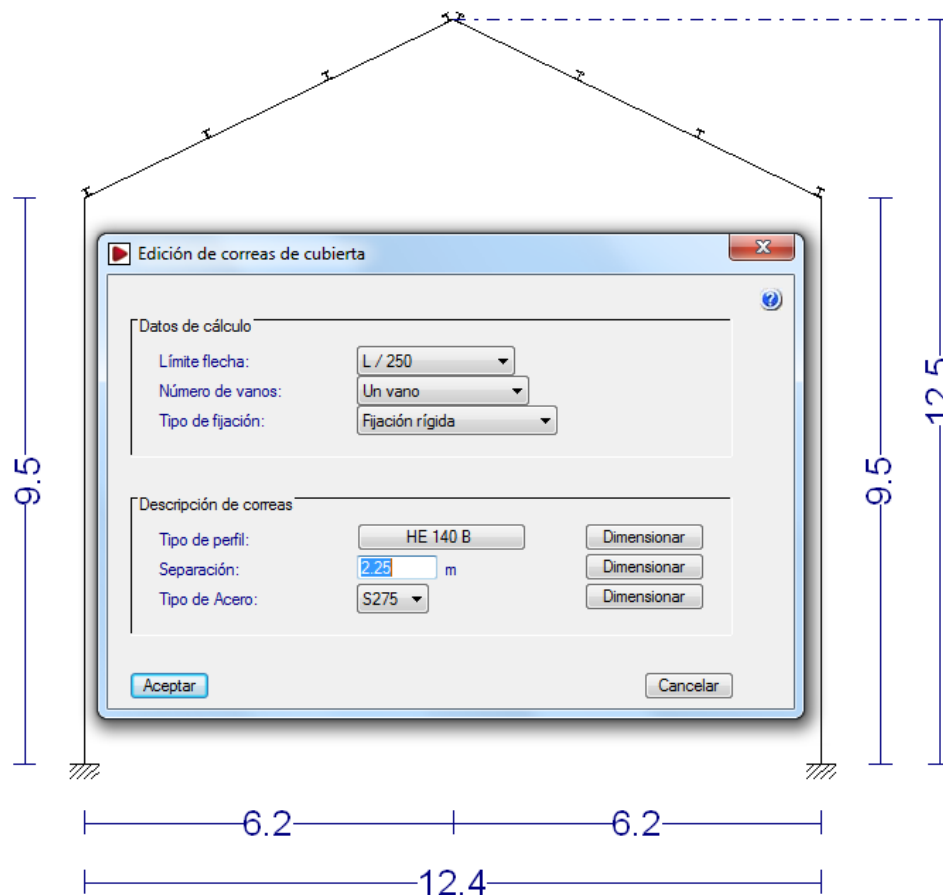 12.5
Edición de correas de cubierta
Datos de cálculo
Límite flecha: L / 250
Número de vanos: Un vano
Tipo de fijación: Fijación rígida
9.5
9.5
Descripción de correas
Tipo de perfil: HE 140 B Dimensionar
Separación: 2.25 m Dimensionar
Tipo de Acero: S275 Dimensionar
Aceptar Cancelar
6.2 6.2
12.4